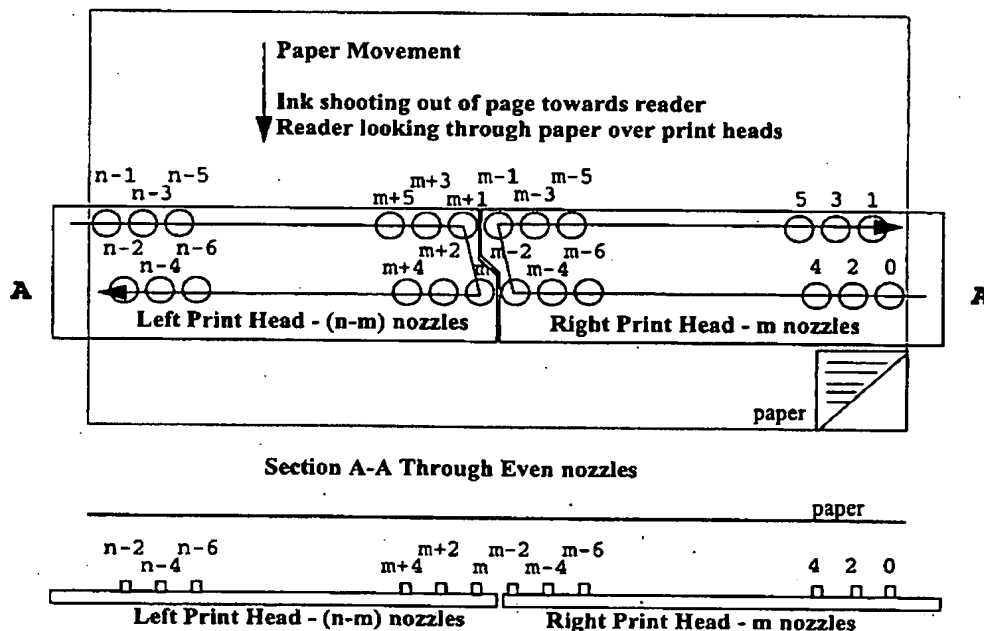 Paper Movement
Ink shooting out of page towards reader
Reader looking through paper over print heads
n-1 n-3 n-5 m+5 m+3 m+1 m-1 m-3 m-5 5 3 1
n-2 n-4 n-6 m+4 m+2 m m-2 m-4 m-6 4 2 0
A A
Left Print Head - (n-m) nozzles Right Print Head - m nozzles
paper
Section A-A Through Even nozzles
paper
n-2 n-4 n-6 m+4 m+2 m m-2 m-4 m-6 4 2 0
Left Print Head - (n-m) nozzles Right Print Head - m nozzles